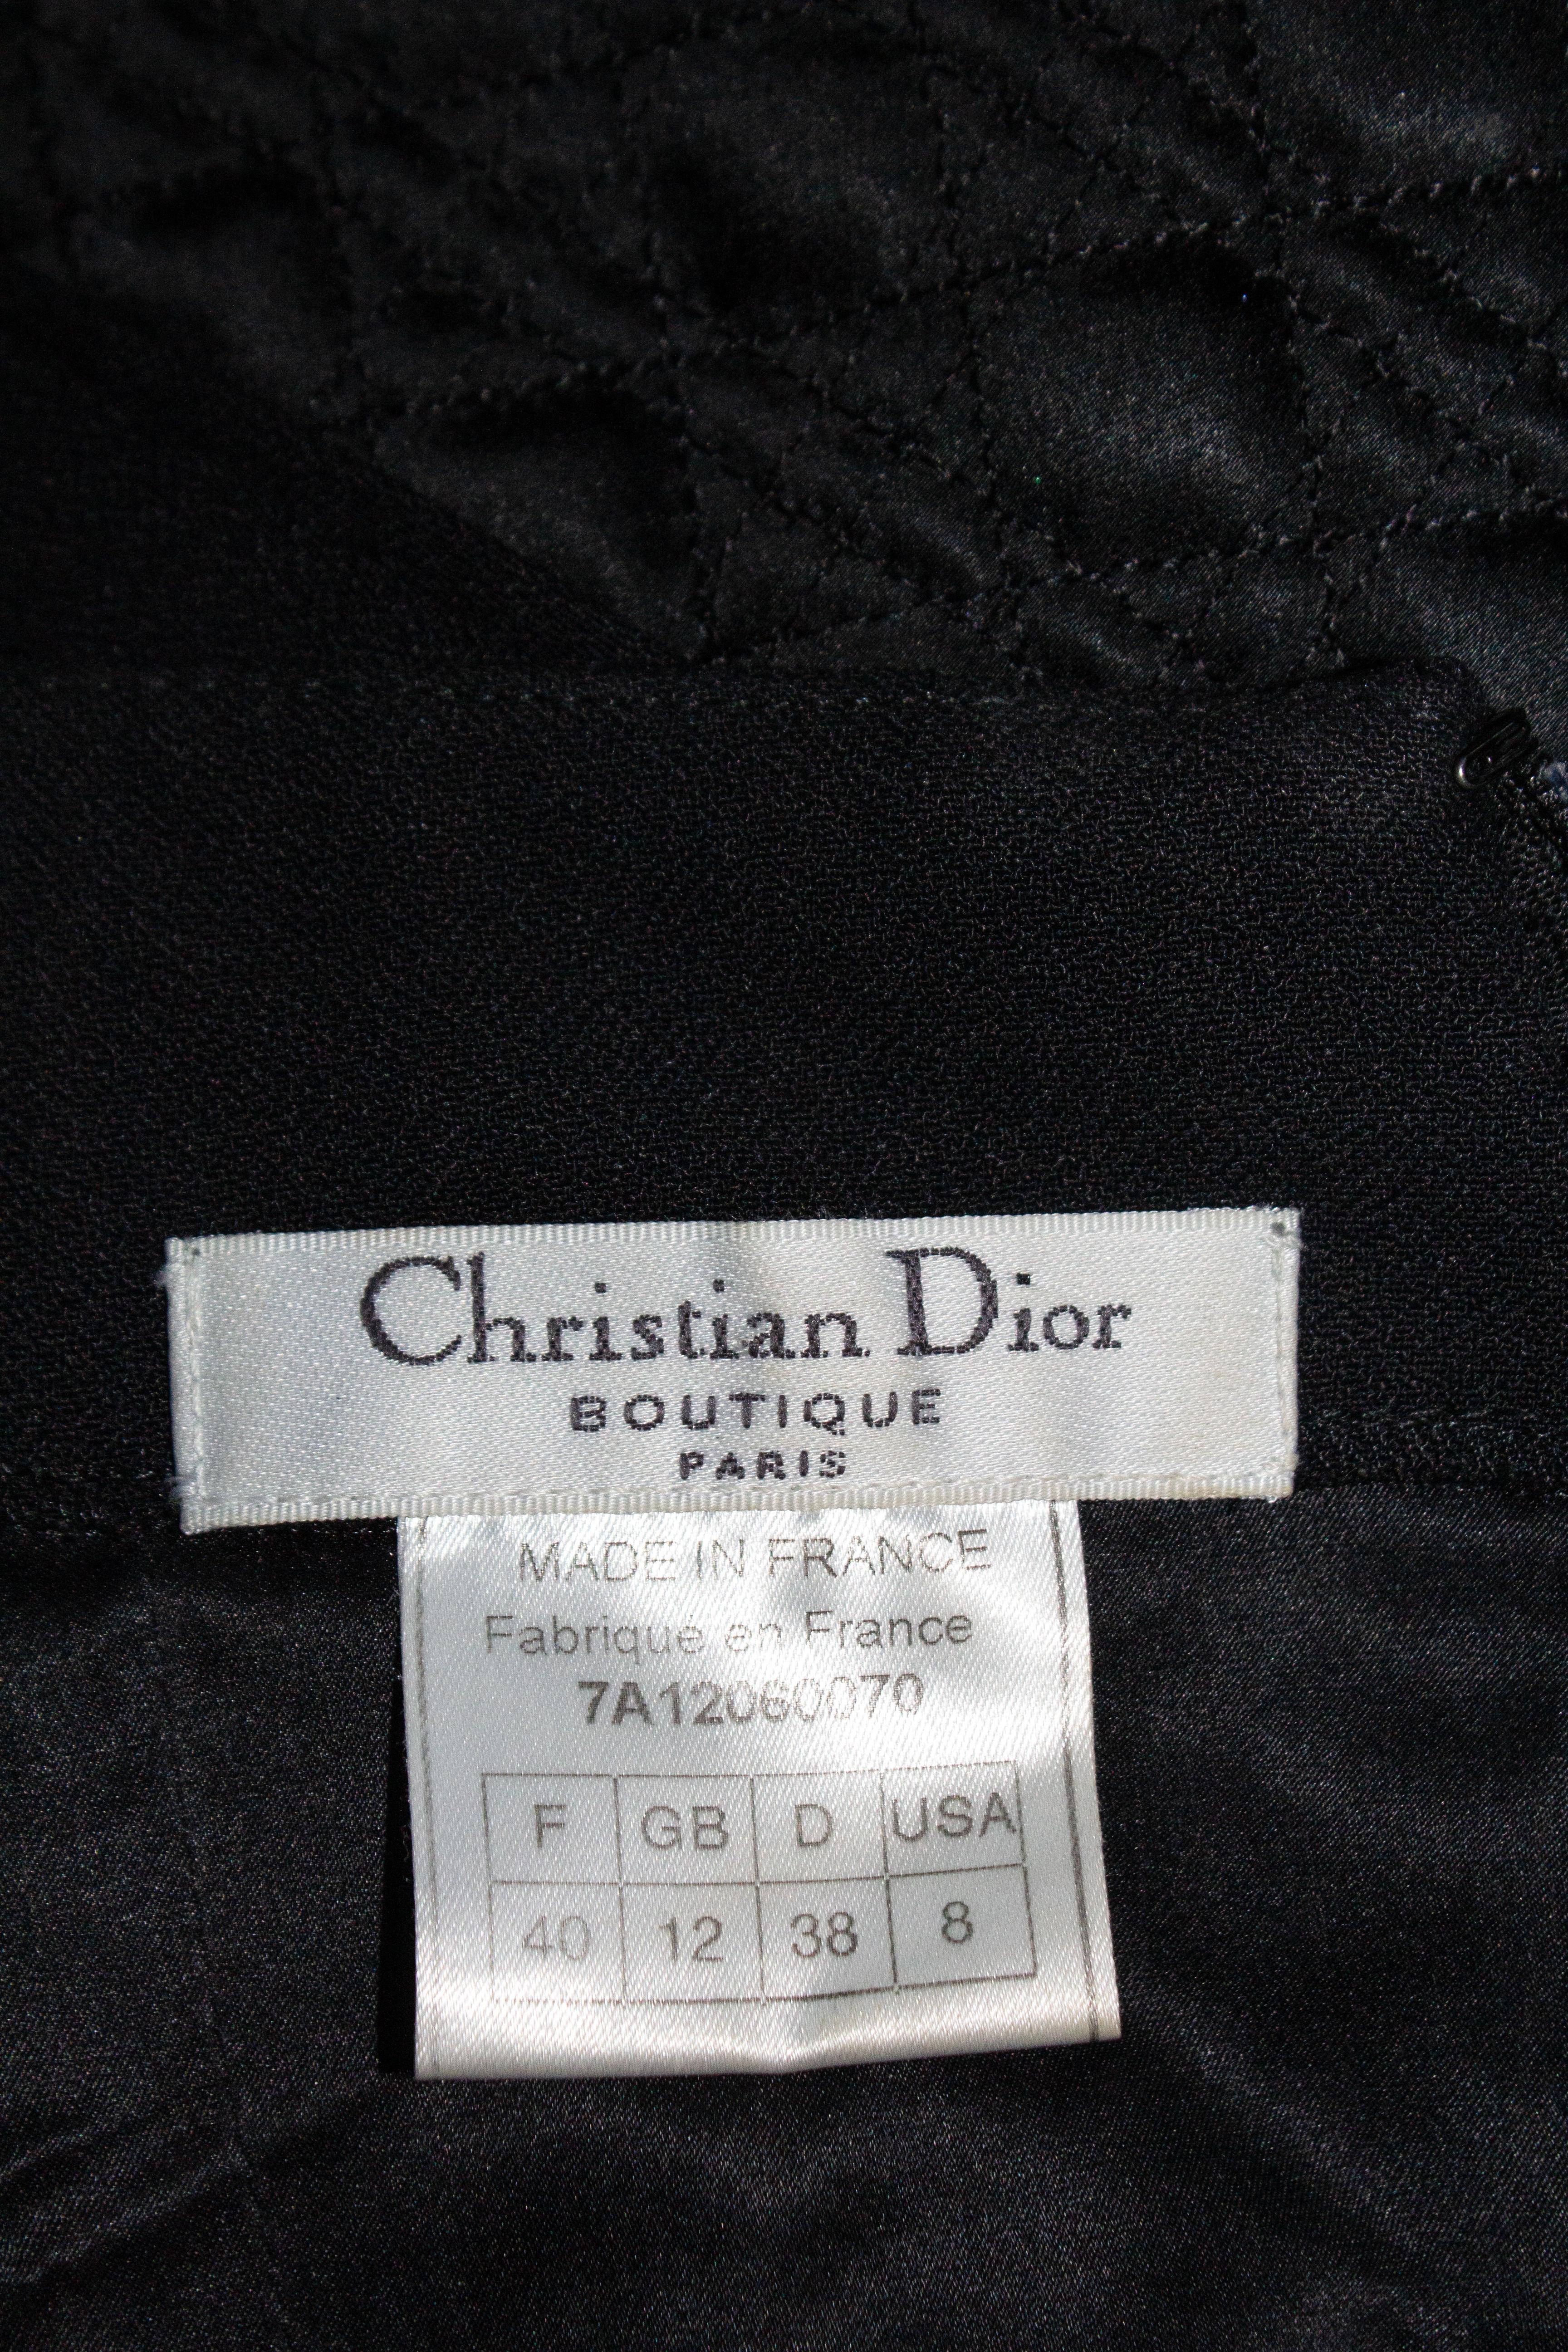 Christian Dior
BOUTIQUE
PARIS
MADE IN FRANCE
Fabriqué en France
7A12060070
F GB D USA
40 12 38 8